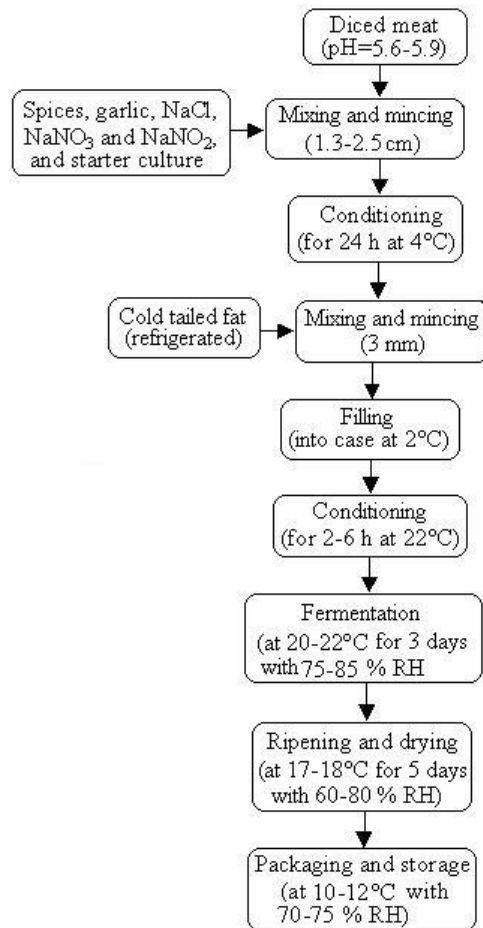 Diced meat
(pH=5.6-5.9)
Spices, garlic, NaCl,
NaNO₃ and NaNO₂,
and starter culture
Mixing and mincing
(1.3-2.5 cm)
Conditioning
(for 24 h at 4°C)
Cold tailed fat
(refrigerated)
Mixing and mincing
(3 mm)
Filling
(into case at 2°C)
Conditioning
(for 2-6 h at 22°C)
Fermentation
(at 20-22°C for 3 days
with 75-85 % RH
Ripening and drying
(at 17-18°C for 5 days
with 60-80 % RH)
Packaging and storage
(at 10-12°C with
70-75 % RH)